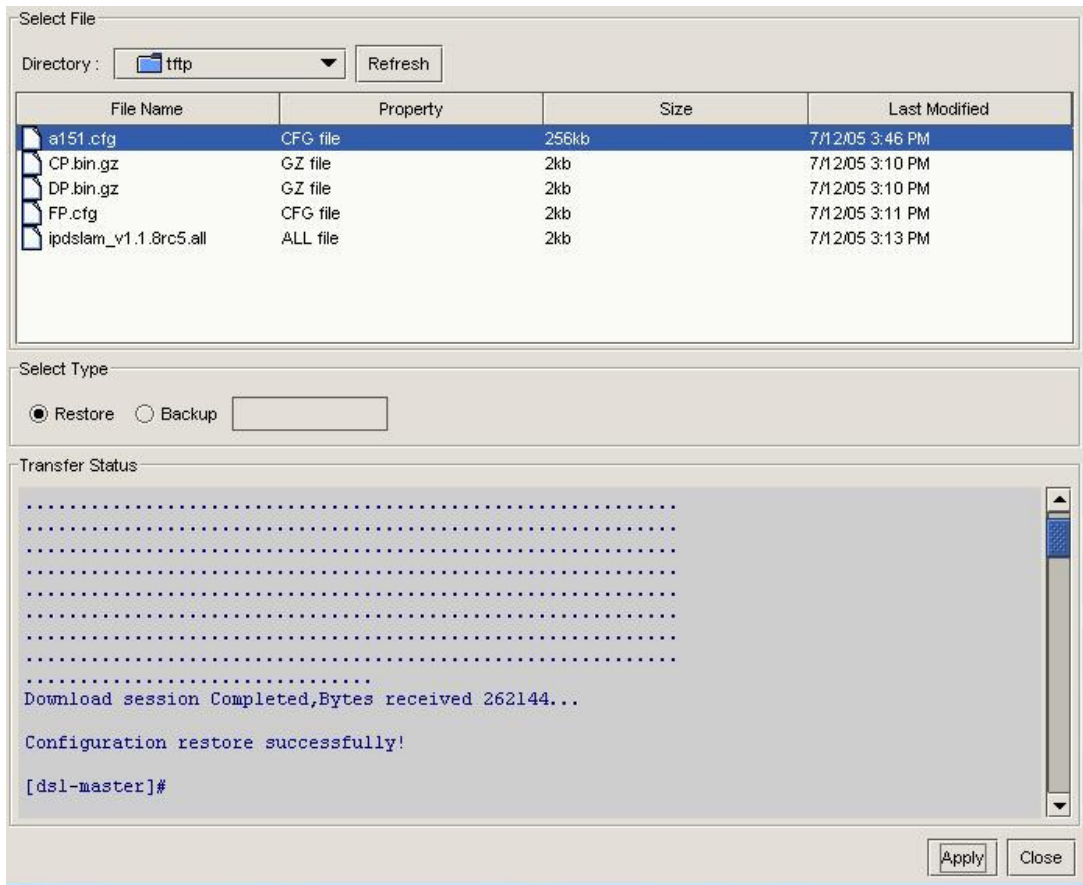 Select File
Directory : tftp Refresh
File Name Property Size Last Modified
a151.cfg CFG file 256kb 7/12/05 3:46 PM
CP.bin.gz GZ file 2kb 7/12/05 3:10 PM
DP.bin.gz GZ file 2kb 7/12/05 3:10 PM
FP.cfg CFG file 2kb 7/12/05 3:11 PM
ipdslam_v1.1.8rc5.all ALL file 2kb 7/12/05 3:13 PM
Select Type
Restore Backup
Transfer Status
............................................................
............................................................
............................................................
............................................................
............................................................
............................................................
............................................................
............................................................
................................
Download session Completed,Bytes received 262144...
Configuration restore successfully!
[dsl-master]#
Apply Close